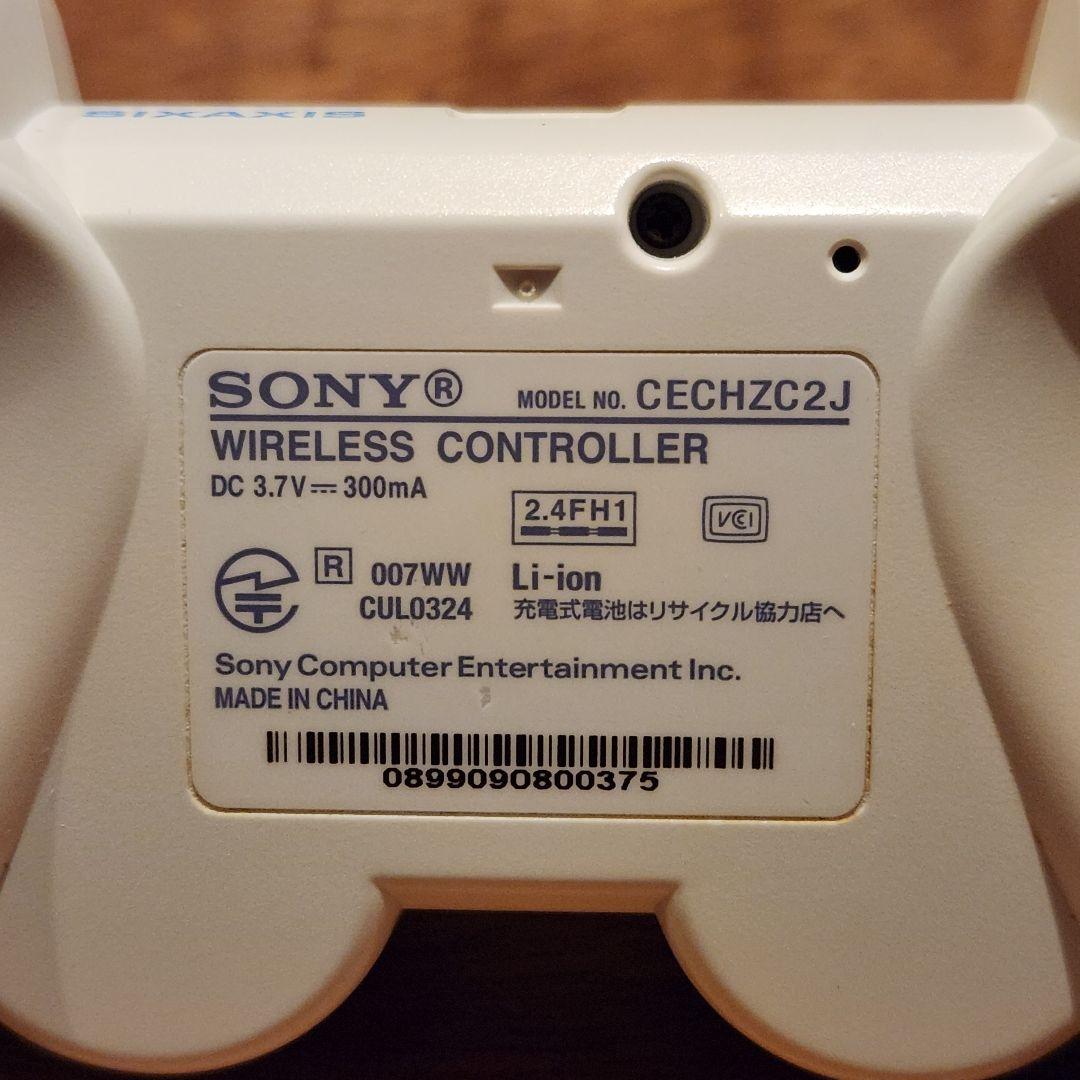 SIXAXIS
SONY®
MODEL NO. CECHZC2J
WIRELESS CONTROLLER
DC 3.7V⎓300mA
2.4FH1
VCI
R 007WW
CUL0324
Li-ion
充電式電池はリサイクル協力店へ
Sony Computer Entertainment Inc.
MADE IN CHINA
0899090800375